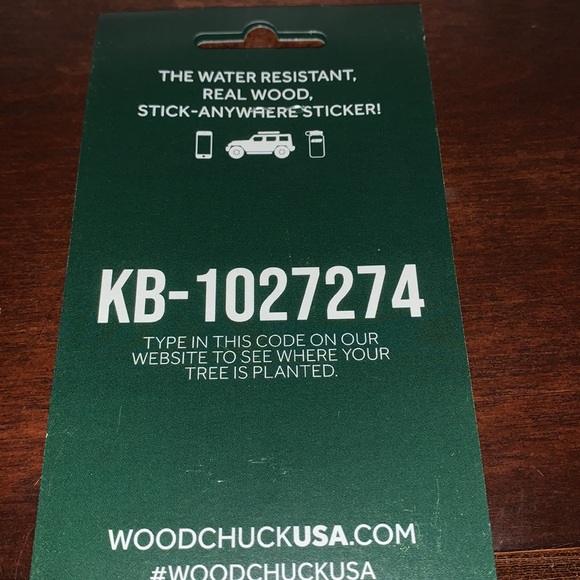 THE WATER RESISTANT,
REAL WOOD,
STICK-ANYWHERE STICKER!
KB-1027274
TYPE IN THIS CODE ON OUR
WEBSITE TO SEE WHERE YOUR
TREE IS PLANTED.
WOODCHUCKUSA.COM
#WOODCHUCKUSA